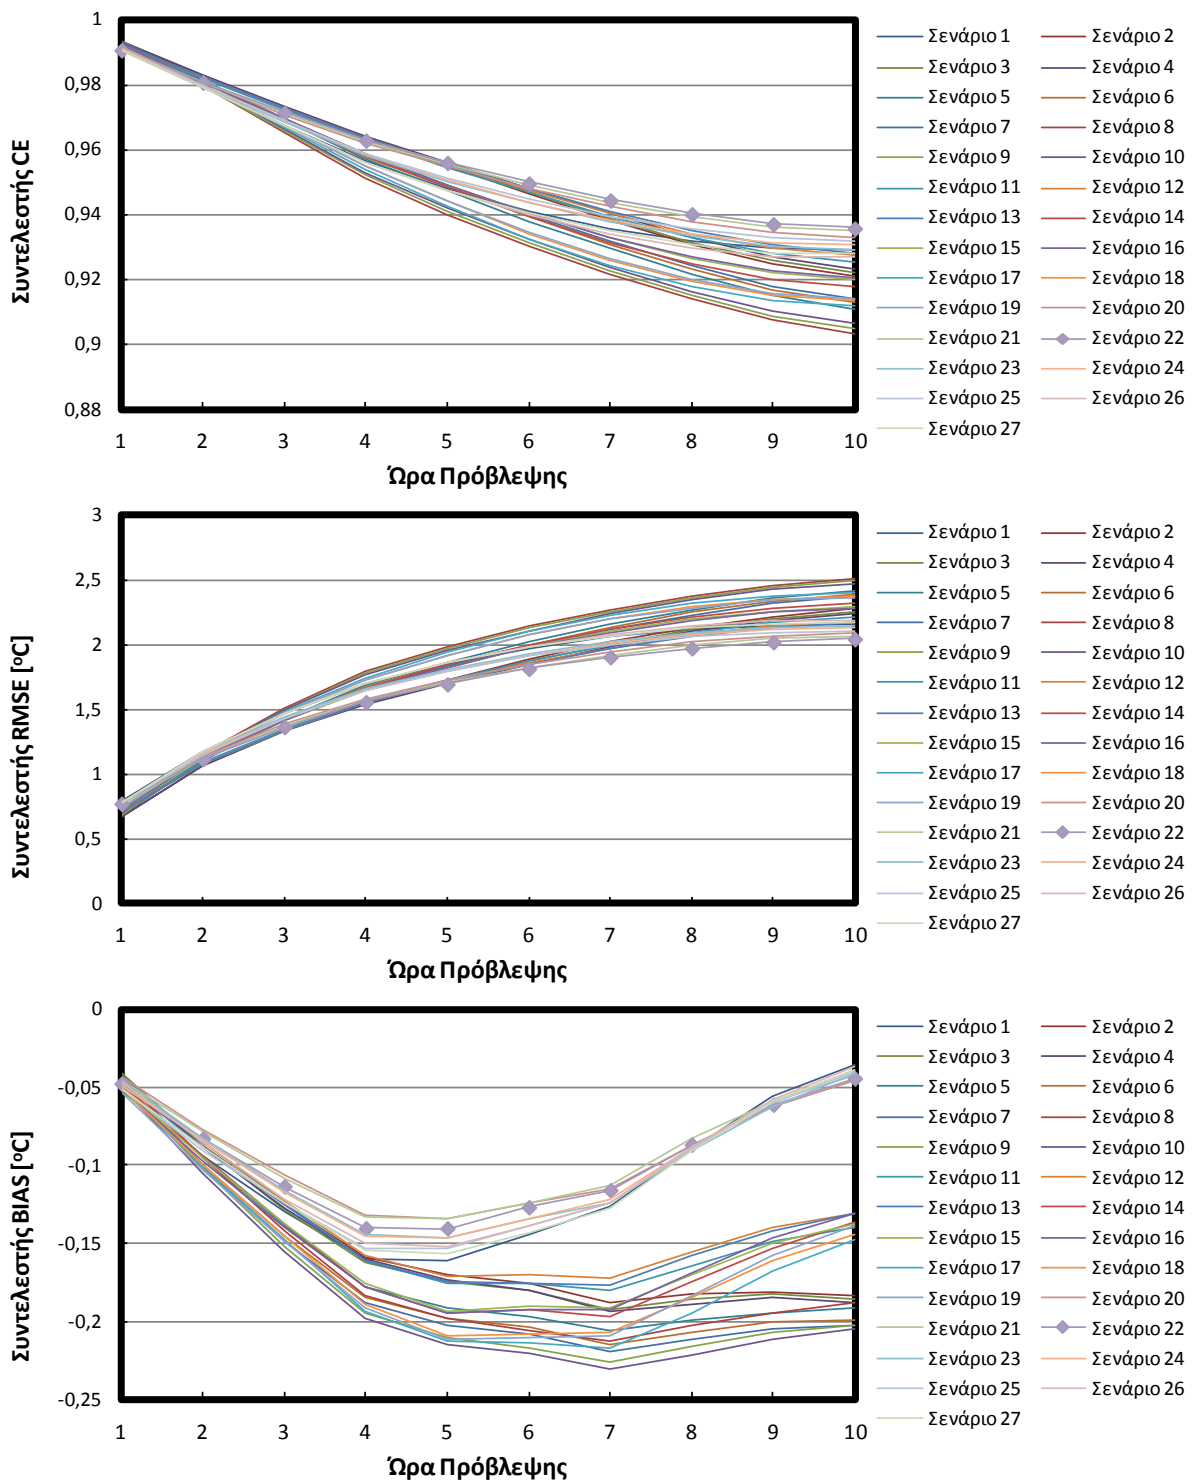 Συντελεστής CE
1
0,98
0,96
0,94
0,92
0,9
0,88
1 2 3 4 5 6 7 8 9 10
Ώρα Πρόβλεψης
Σενάριο 1 Σενάριο 2
Σενάριο 3 Σενάριο 4
Σενάριο 5 Σενάριο 6
Σενάριο 7 Σενάριο 8
Σενάριο 9 Σενάριο 10
Σενάριο 11 Σενάριο 12
Σενάριο 13 Σενάριο 14
Σενάριο 15 Σενάριο 16
Σενάριο 17 Σενάριο 18
Σενάριο 19 Σενάριο 20
Σενάριο 21 Σενάριο 22
Σενάριο 23 Σενάριο 24
Σενάριο 25 Σενάριο 26
Σενάριο 27
Συντελεστής RMSE [ºC]
3
2,5
2
1,5
1
0,5
0
1 2 3 4 5 6 7 8 9 10
Ώρα Πρόβλεψης
Σενάριο 1 Σενάριο 2
Σενάριο 3 Σενάριο 4
Σενάριο 5 Σενάριο 6
Σενάριο 7 Σενάριο 8
Σενάριο 9 Σενάριο 10
Σενάριο 11 Σενάριο 12
Σενάριο 13 Σενάριο 14
Σενάριο 15 Σενάριο 16
Σενάριο 17 Σενάριο 18
Σενάριο 19 Σενάριο 20
Σενάριο 21 Σενάριο 22
Σενάριο 23 Σενάριο 24
Σενάριο 25 Σενάριο 26
Σενάριο 27
Συντελεστής BIAS [ºC]
0
-0,05
-0,1
-0,15
-0,2
-0,25
1 2 3 4 5 6 7 8 9 10
Ώρα Πρόβλεψης
Σενάριο 1 Σενάριο 2
Σενάριο 3 Σενάριο 4
Σενάριο 5 Σενάριο 6
Σενάριο 7 Σενάριο 8
Σενάριο 9 Σενάριο 10
Σενάριο 11 Σενάριο 12
Σενάριο 13 Σενάριο 14
Σενάριο 15 Σενάριο 16
Σενάριο 17 Σενάριο 18
Σενάριο 19 Σενάριο 20
Σενάριο 21 Σενάριο 22
Σενάριο 23 Σενάριο 24
Σενάριο 25 Σενάριο 26
Σενάριο 27